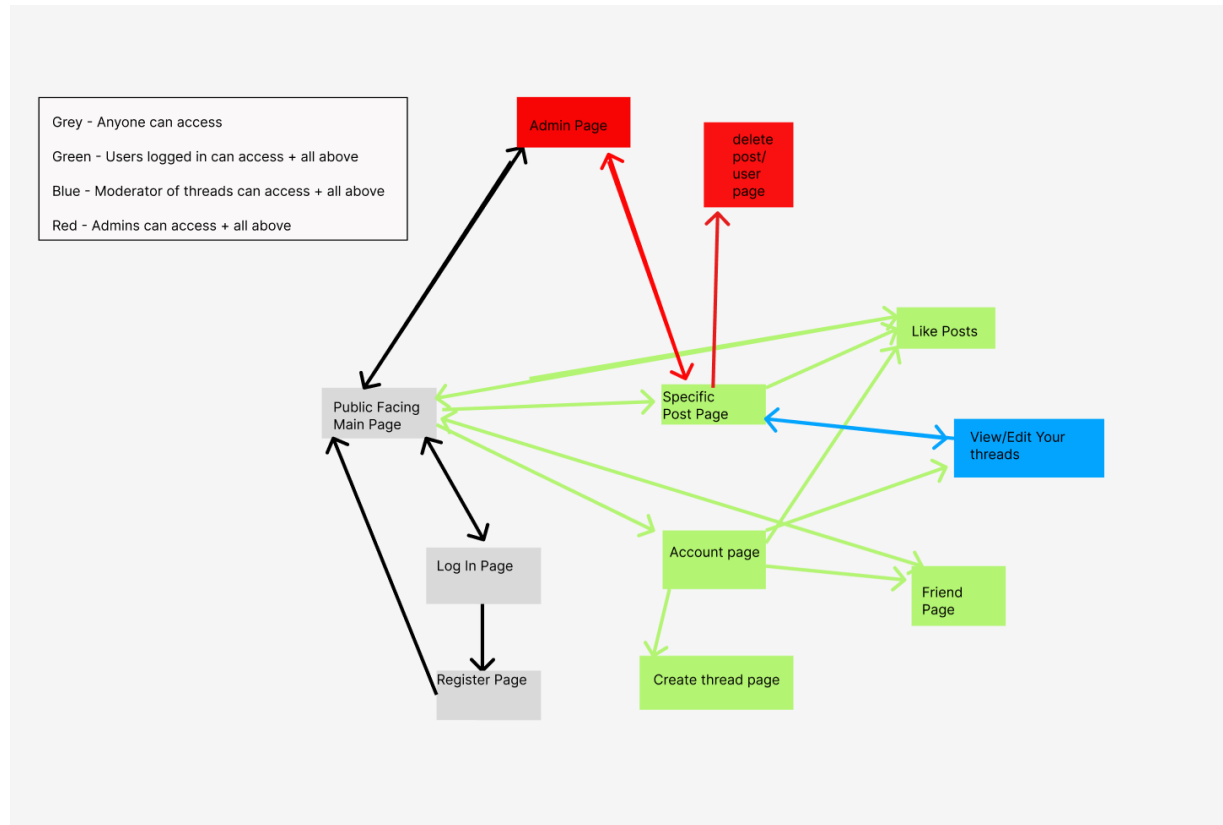 Grey - Anyone can access
Green - Users logged in can access + all above
Blue - Moderator of threads can access + all above
Red - Admins can access + all above
Admin Page
delete
post/
user
page
Like Posts
Public Facing
Main Page
Specific
Post Page
View/Edit Your
threads
Log In Page
Account page
Friend
Page
Register Page
Create thread page